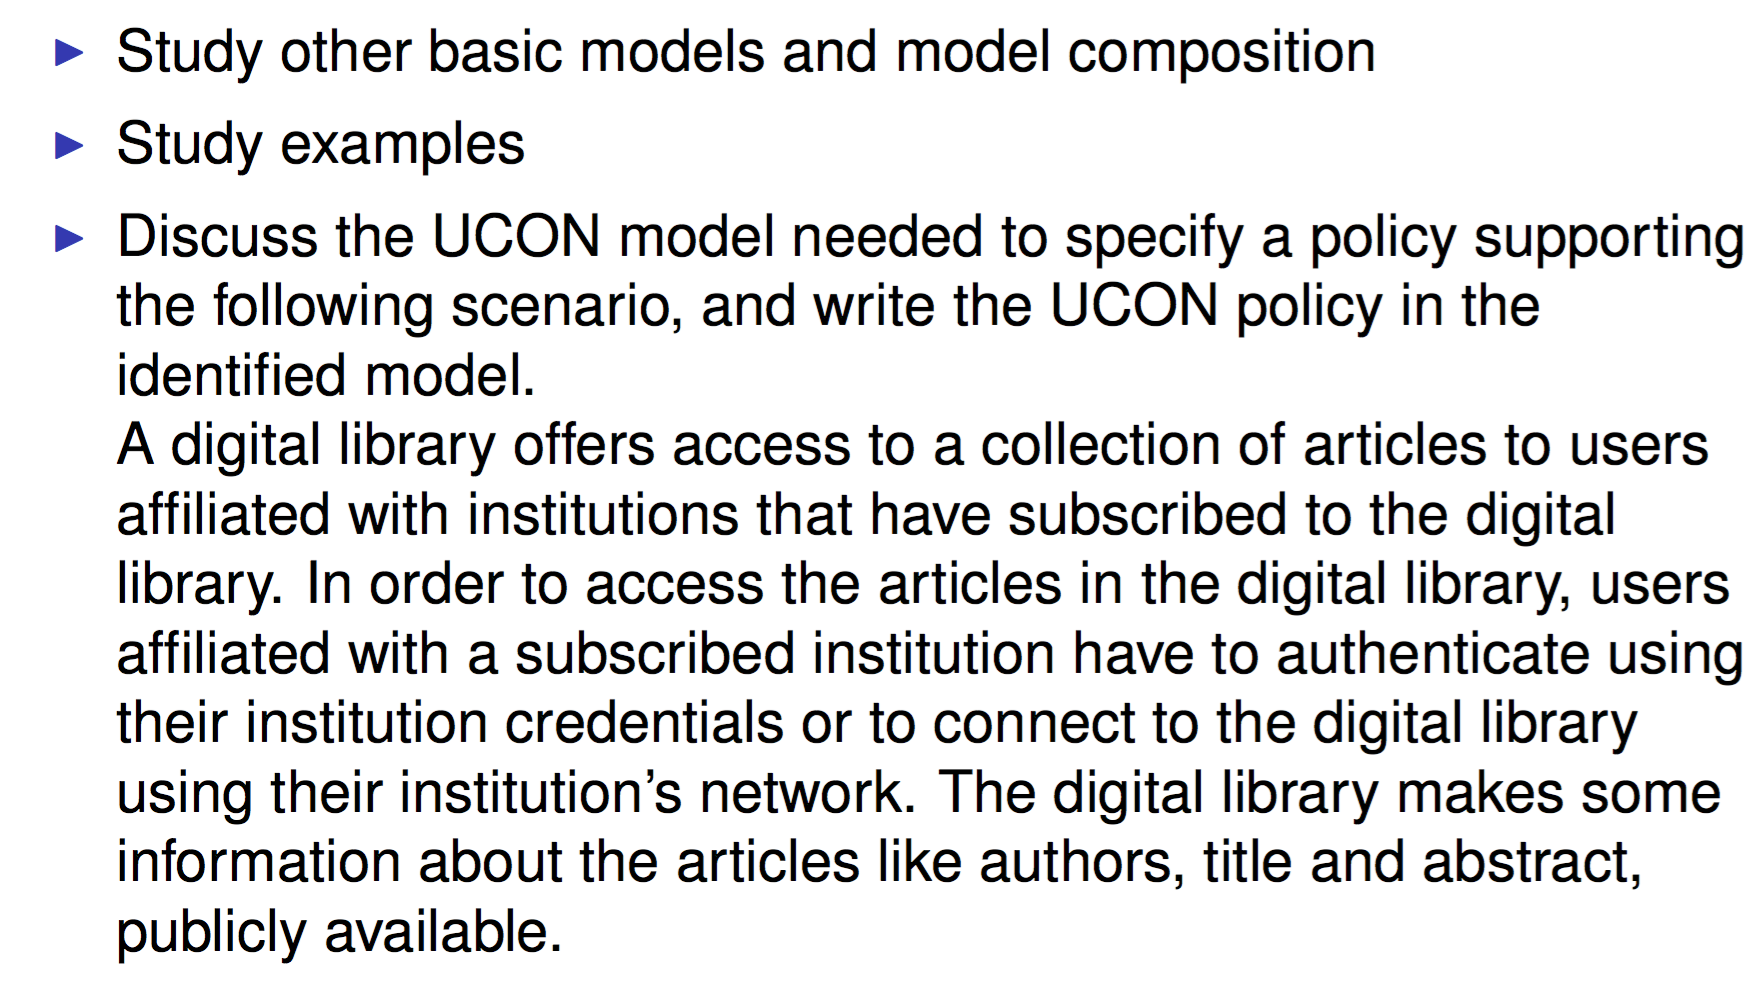 Study other basic models and model composition
Study examples
Discuss the UCON model needed to specify a policy supporting
the following scenario, and write the UCON policy in the
identified model.
A digital library offers access to a collection of articles to users
affiliated with institutions that have subscribed to the digital
library. In order to access the articles in the digital library, users
affiliated with a subscribed institution have to authenticate using
their institution credentials or to connect to the digital library
using their institution's network. The digital library makes some
information about the articles like authors, title and abstract,
publicly available.